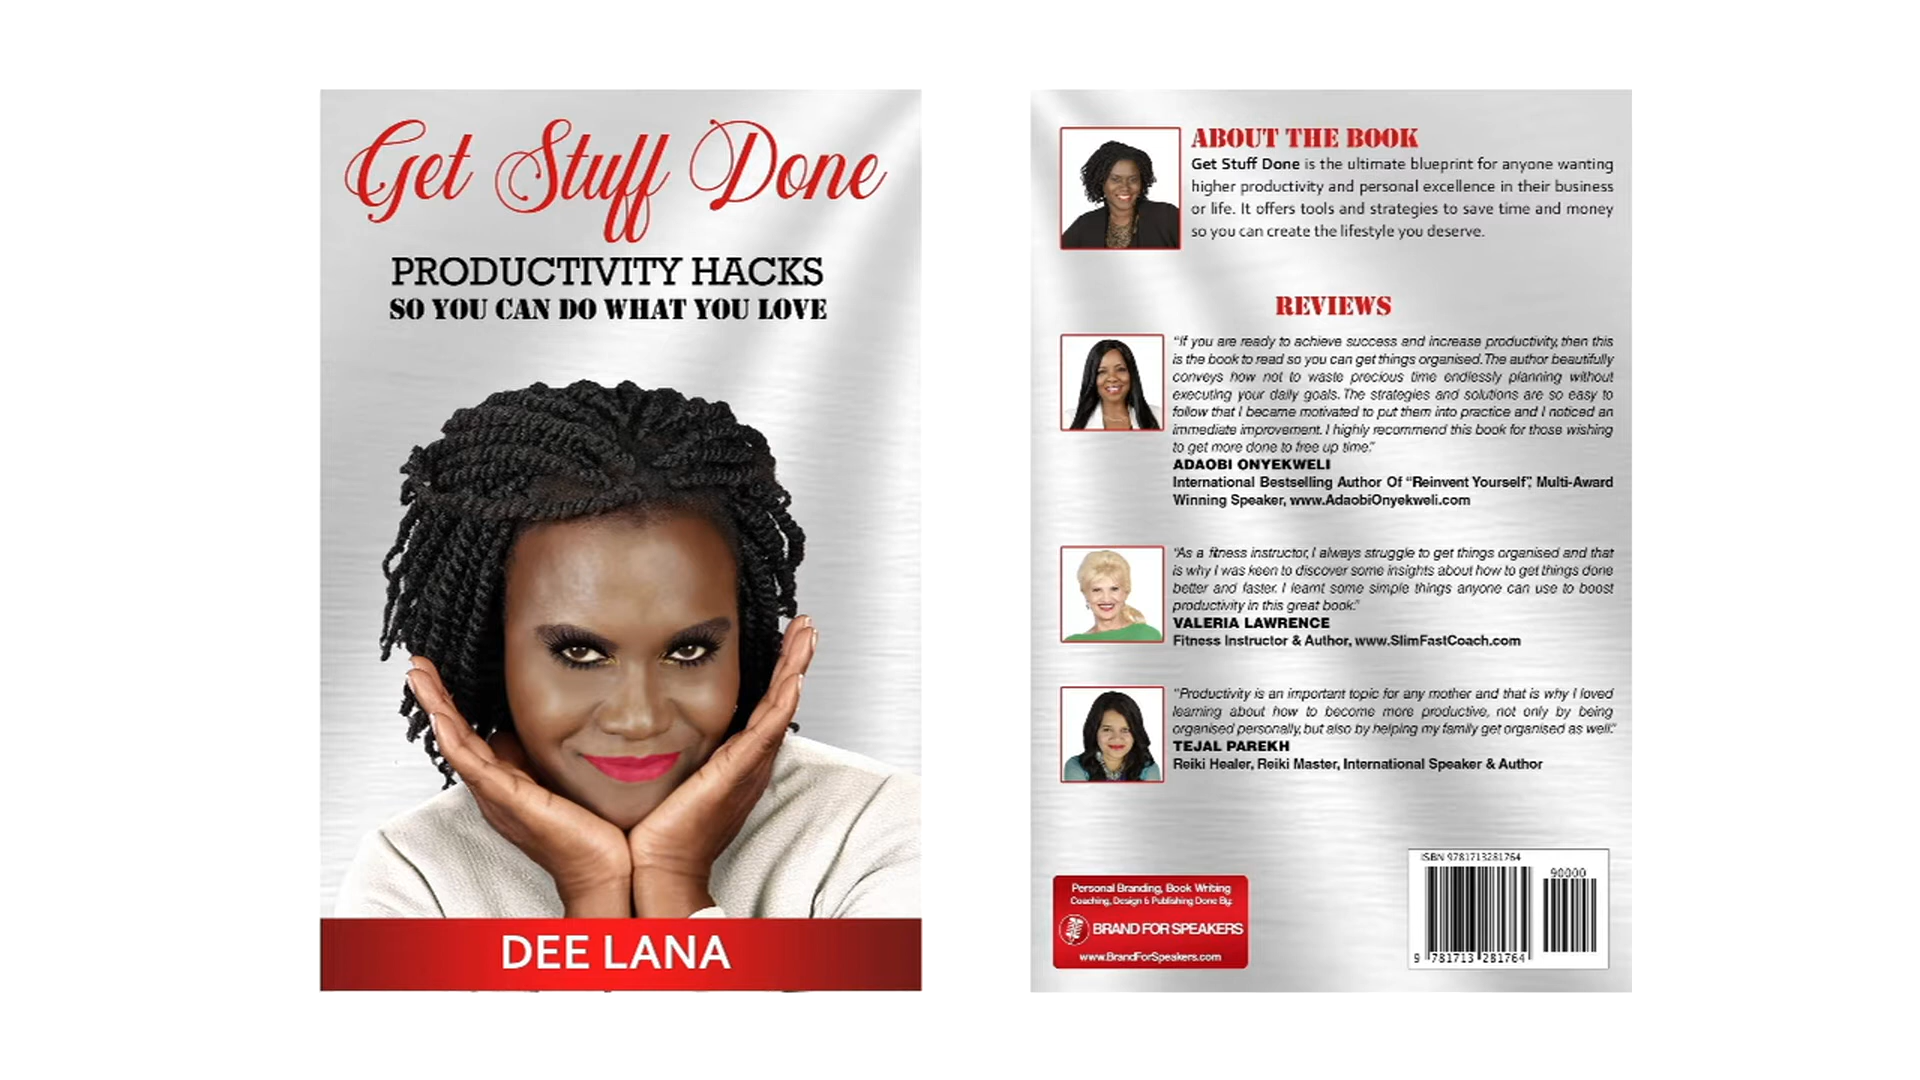 Get Stuff Done
PRODUCTIVITY HACKS
SO YOU CAN DO WHAT YOU LOVE
DEE LANA
ABOUT THE BOOK
Get Stuff Done is the ultimate blueprint for anyone wanting
higher productivity and personal excellence in their business
or life. It offers tools and strategies to save time and money
so you can create the lifestyle you deserve.
REVIEWS
"If you are ready to achieve success and increase productivity, then this
is the book to read so you can get things organised. The author beautifully
conveys how not to waste precious time endlessly planning without
executing your daily goals. The strategies and solutions are so easy to
follow that I became motivated to put them into practice and I noticed an
immediate improvement. I highly recommend this book for those wishing
to get more done to free up time."
ADAOBI ONYEKWELI
International Bestselling Author Of "Reinvent Yourself", Multi-Award
Winning Speaker, www.AdaobiOnyekweli.com
"As a fitness instructor, I always struggle to get things organised and that
is why I was keen to discover some insights about how to get things done
better and faster. I learnt some simple things anyone can use to boost
productivity in this great book."
VALERIA LAWRENCE
Fitness Instructor & Author, www.SlimFastCoach.com
"Productivity is an important topic for any mother and that is why I loved
learning about how to become more productive, not only by being
organised personally, but also by helping my family get organised as well."
TEJAL PAREKH
Reiki Healer, Reiki Master, International Speaker & Author
Personal Branding, Book Writing
Coaching, Design & Publishing Done By:
BRAND FOR SPEAKERS
www.BrandForSpeakers.com
ISBN 9781713281764
90000
9 781713 281764